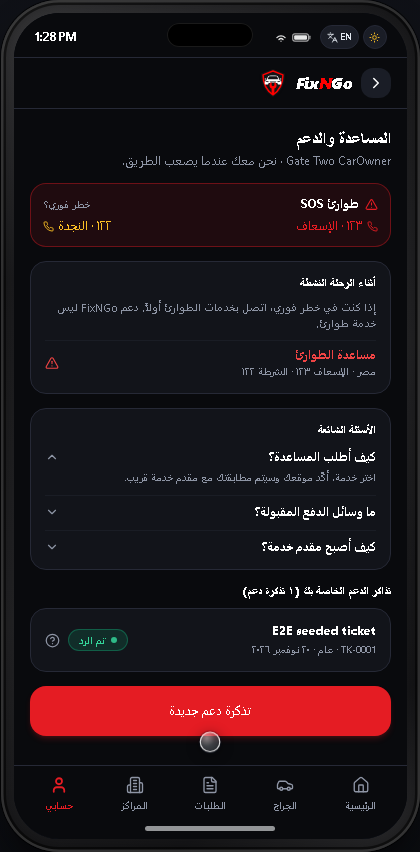 1:28 PM
EN
FixNGo
المساعدة والدعم
Gate Two CarOwner · نحن معك عندما يصعب الطريق.
طوارئ SOS
خطر فوري؟
١٢٣ · الإسعاف
١٢٢ · النجدة
أثناء الرحلة النشطة
إذا كنت في خطر فوري، اتصل بخدمات الطوارئ أولاً. دعم FixNGo ليس
خدمة طوارئ.
مساعدة الطوارئ
مصر · الإسعاف ١٢٣ · الشرطة ١٢٢
الأسئلة الشائعة
كيف أطلب المساعدة؟
اختر خدمة، أكّد موقعك وسيتم مطابقتك مع مقدم خدمة قريب.
ما وسائل الدفع المقبولة؟
كيف أصبح مقدم خدمة؟
تذاكر الدعم الخاصة بك (١ تذكرة دعم)
E2E seeded ticket
تم الرد
TK-0001 · عام · ٢٠ نوفمبر ٢٠٢٦
تذكرة دعم جديدة
الرئيسية
الجراج
الطلبات
المراكز
حسابي